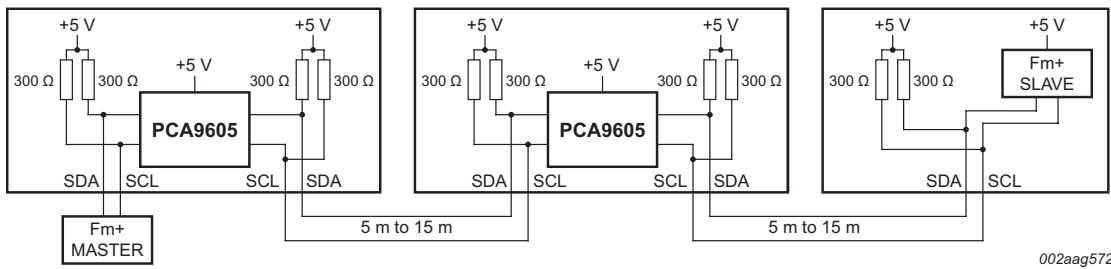 +5 V
+5 V
300 Ω
300 Ω
+5 V
300 Ω
300 Ω
PCA9605
SDA
SCL
SCL
SDA
Fm+
MASTER
5 m to 15 m
+5 V
+5 V
300 Ω
300 Ω
+5 V
300 Ω
300 Ω
PCA9605
SDA
SCL
SCL
SDA
5 m to 15 m
+5 V
+5 V
300 Ω
300 Ω
Fm+
SLAVE
SDA
SCL
002aag572